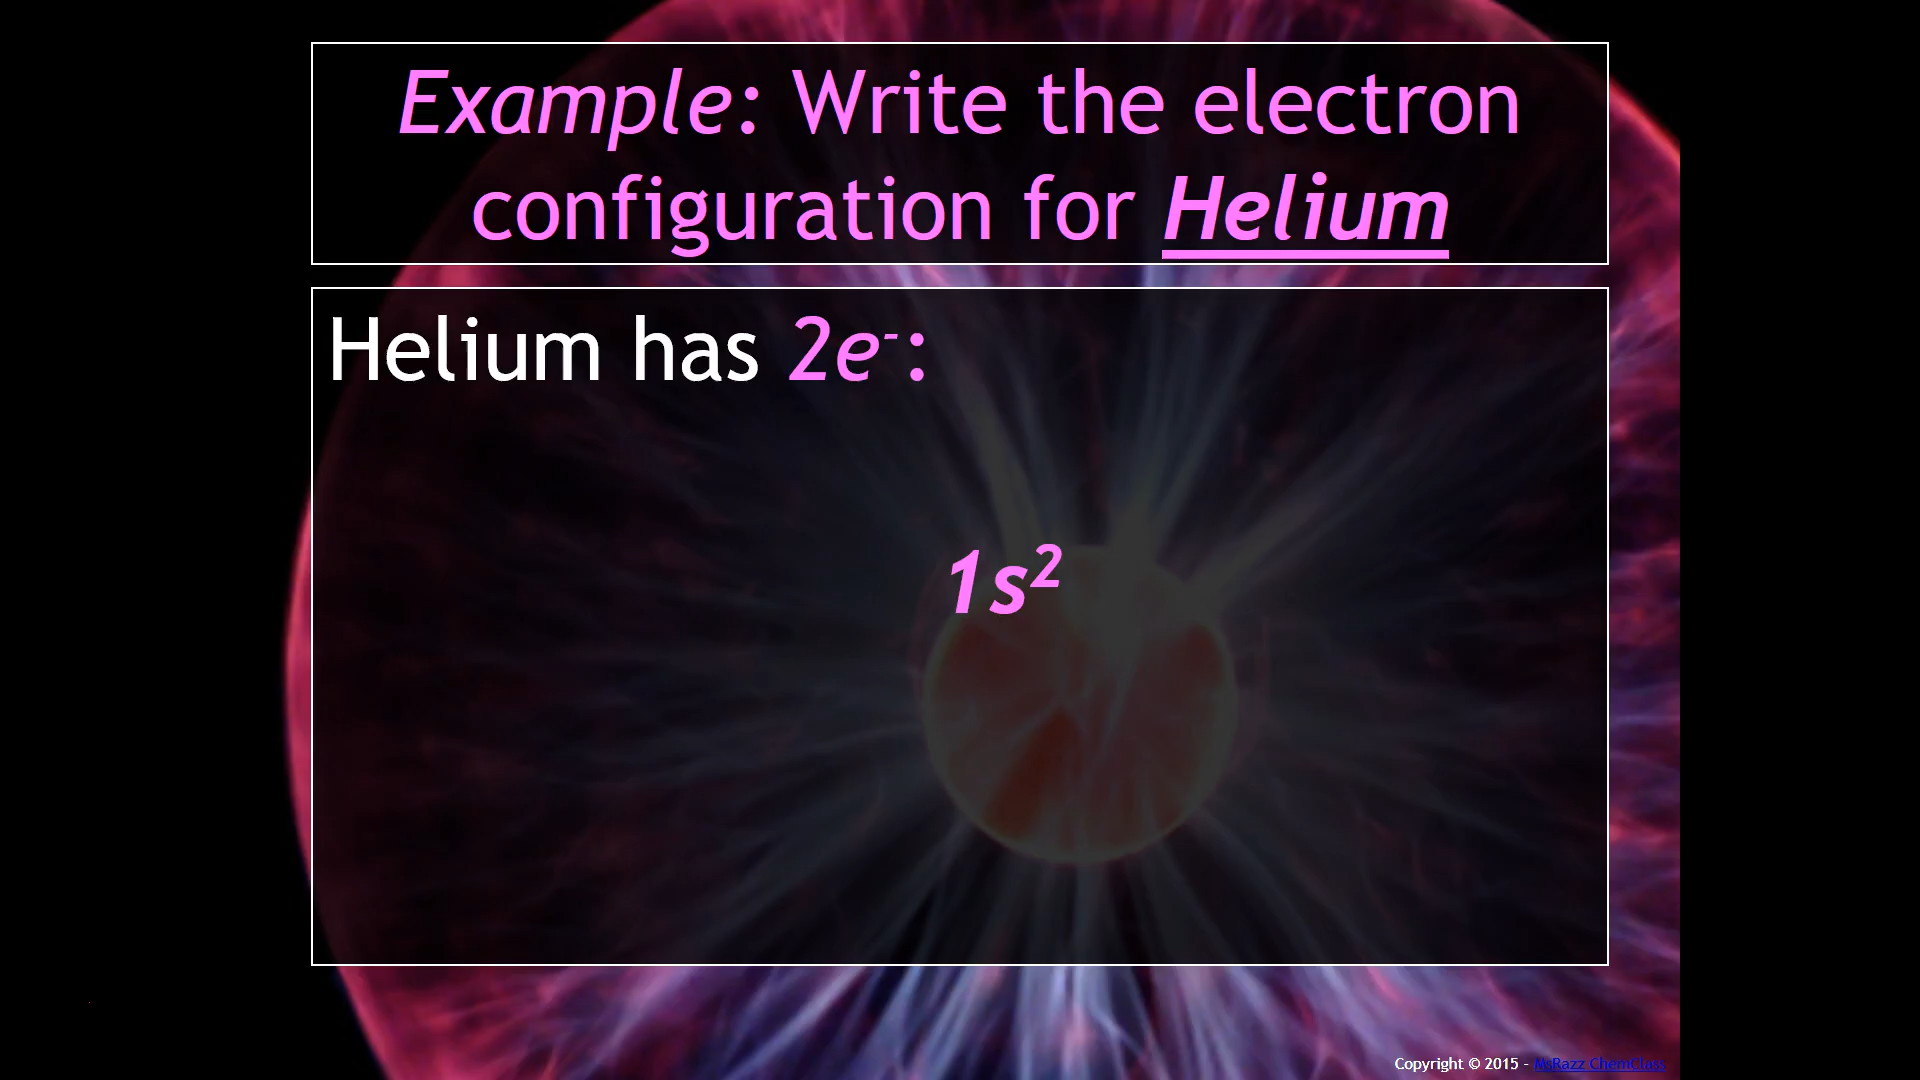 Example: Write the electron
configuration for Helium
Helium has 2e⁻:
1s²
Copyright © 2015 - MsRazz ChemClass